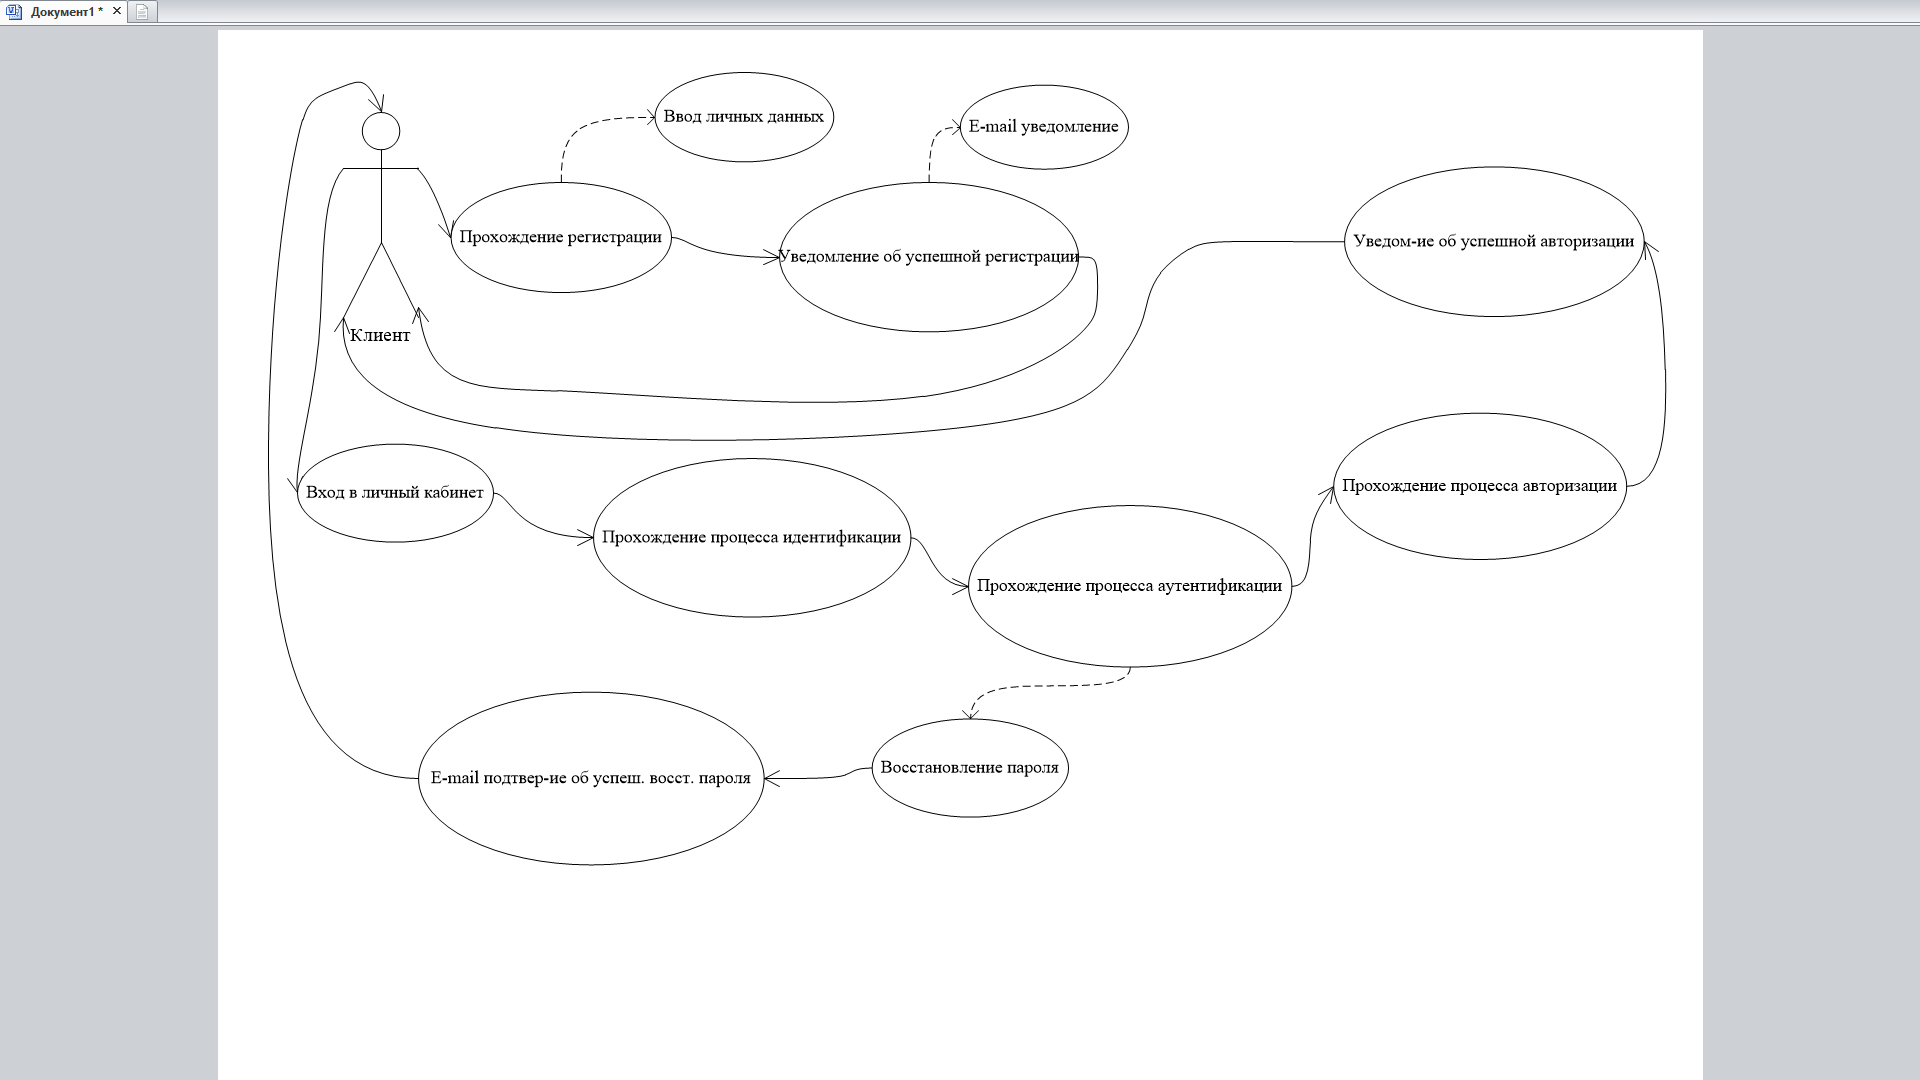 Документ1 *
Ввод личных данных
E-mail уведомление
Прохождение регистрации
Уведомление об успешной регистрации
Уведом-ие об успешной авторизации
Клиент
Вход в личный кабинет
Прохождение процесса идентификации
Прохождение процесса авторизации
Прохождение процесса аутентификации
Восстановление пароля
E-mail подтвер-ие об успеш. восст. пароля